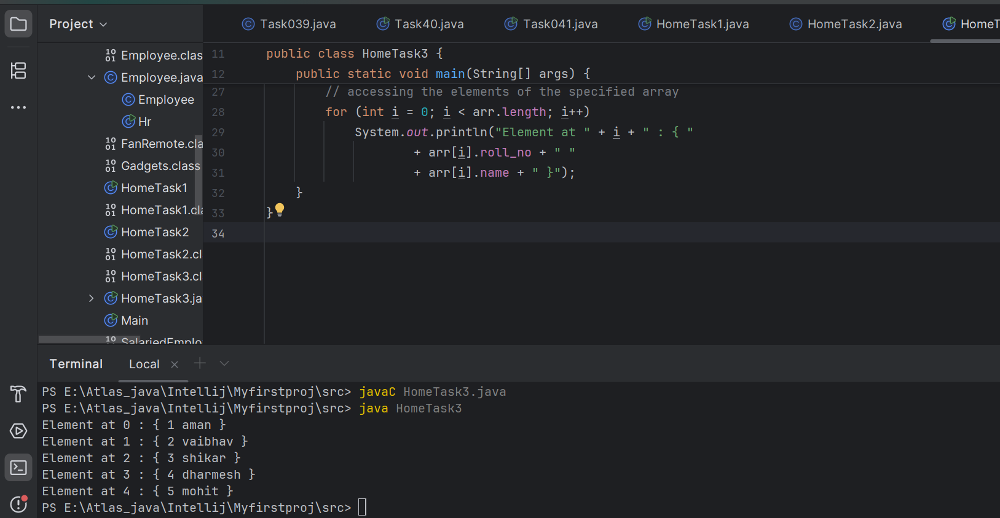 Project
Task039.java Task40.java Task041.java HomeTask1.java HomeTask2.java HomeT
Employee.clas
Employee.java
Employee
Hr
FanRemote.cla
Gadgets.class
HomeTask1
HomeTask1.cla
HomeTask2
HomeTask2.cl
HomeTask3.cl
HomeTask3.ja
Main
SalariedEmplo
11 public class HomeTask3 {
12 public static void main(String[] args) {
27 // accessing the elements of the specified array
28 for (int i = 0; i < arr.length; i++)
29 System.out.println("Element at " + i + " : { "
30 + arr[i].roll_no + " "
31 + arr[i].name + " }");
32 }
33 }
34
Terminal Local
PS E:\Atlas_java\Intellij\Myfirstproj\src> javaC HomeTask3.java
PS E:\Atlas_java\Intellij\Myfirstproj\src> java HomeTask3
Element at 0 : { 1 aman }
Element at 1 : { 2 vaibhav }
Element at 2 : { 3 shikar }
Element at 3 : { 4 dharmesh }
Element at 4 : { 5 mohit }
PS E:\Atlas_java\Intellij\Myfirstproj\src>